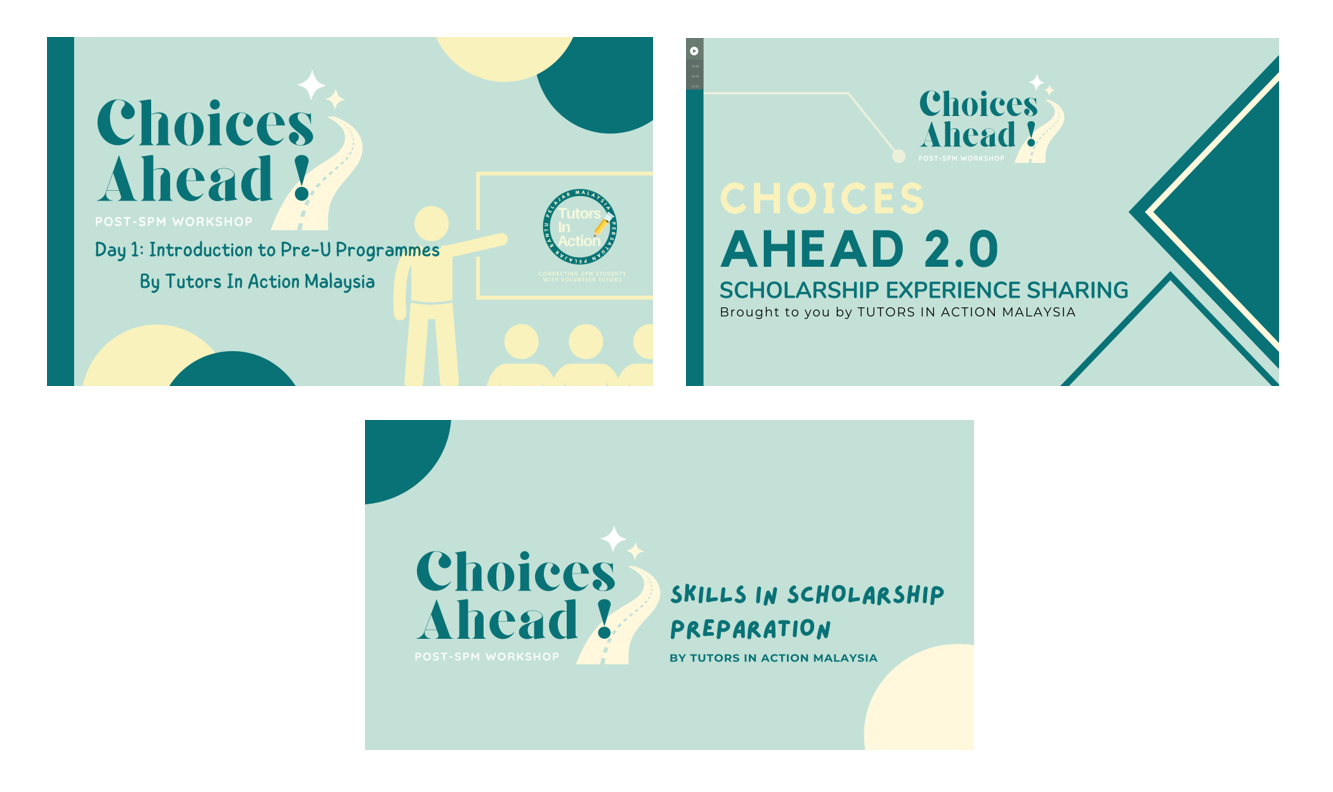 Choices
Ahead !
POST-SPM WORKSHOP
Day 1: Introduction to Pre-U Programmes
By Tutors In Action Malaysia
PERSATUAN PELAJAR BANTU PELAJAR MALAYSIA
Tutors
In
Action
CONNECTING SPM STUDENTS
WITH VOLUNTEER TUTORS
Choices
Ahead !
POST-SPM WORKSHOP
CHOICES
AHEAD 2.0
SCHOLARSHIP EXPERIENCE SHARING
Brought to you by TUTORS IN ACTION MALAYSIA
Choices
Ahead !
POST-SPM WORKSHOP
SKILLS IN SCHOLARSHIP
PREPARATION
BY TUTORS IN ACTION MALAYSIA